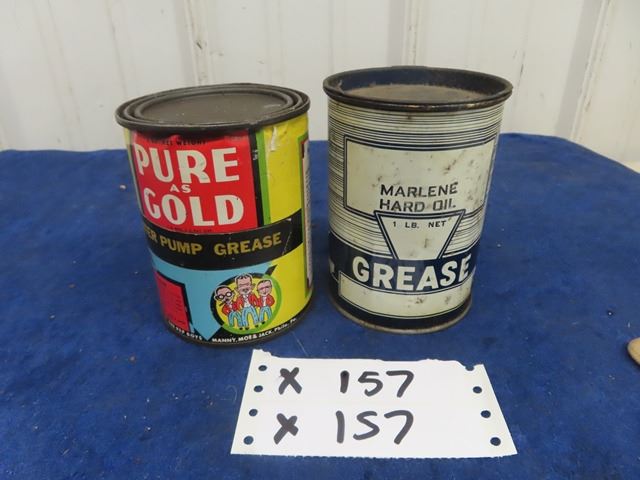 PURE
AS
GOLD
PUMP GREASE
BOYS MANNY, MOE & JACK, Phila. Pa.
MARLENE
HARD OIL
1 LB. NET
GREASE
X 157
X 157